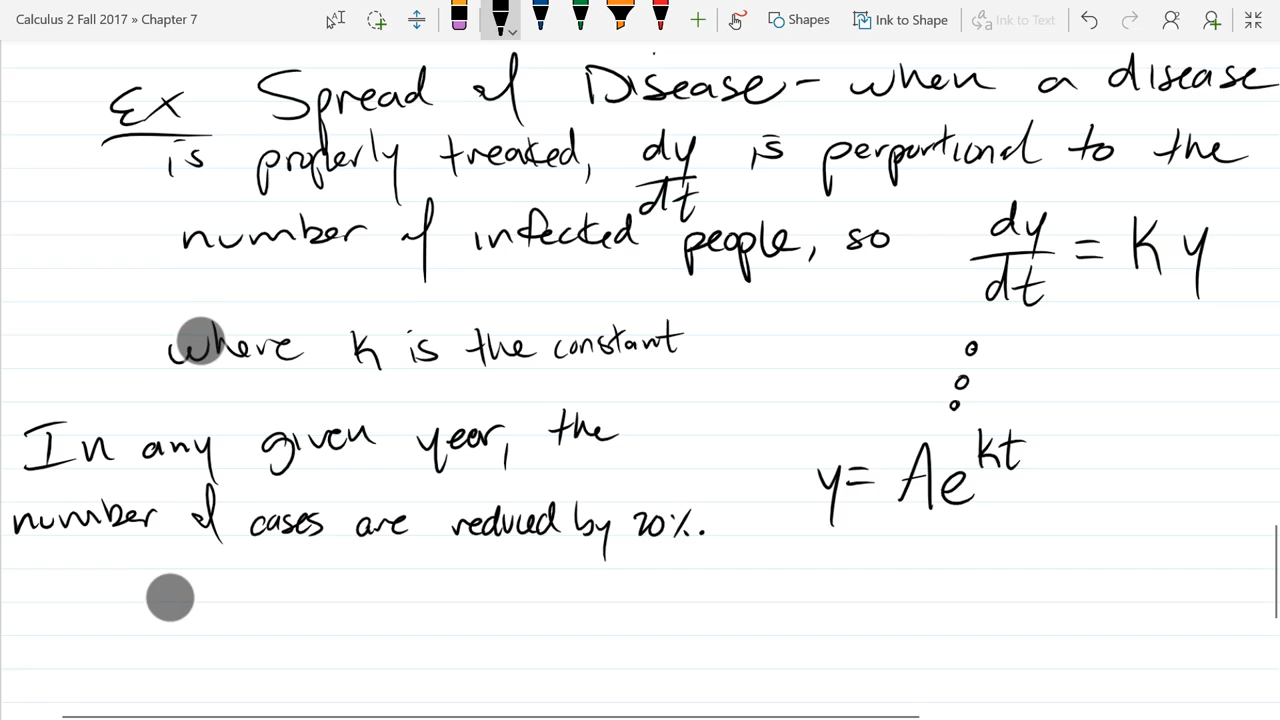 Calculus 2 Fall 2017 » Chapter 7
Shapes
Ink to Shape
Ink to Text
Ex Spread of Disease - when a disease
is properly treated, dy/dt is perportional to the
number of infected people, so dy/dt = Ky
where K is the constant
In any given year, the
y = Ae^{kt}
number of cases are reduced by 20%.